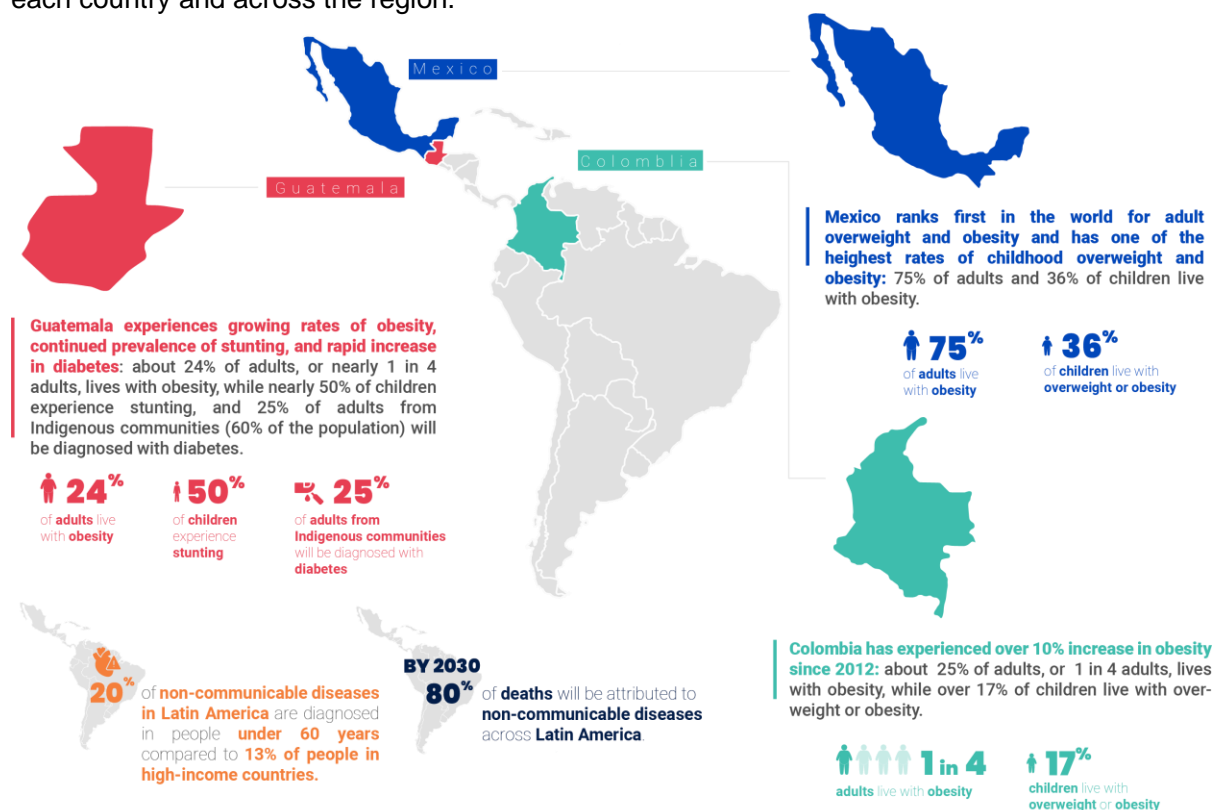 each country and across the region.
Mexico
Colomblia
Guatemala
Mexico ranks first in the world for adult
overweight and obesity and has one of the
heighest rates of childhood overweight and
obesity: 75% of adults and 36% of children live
with obesity.
75%
of adults live
with obesity
36%
of children live with
overweight or obesity
Guatemala experiences growing rates of obesity,
continued prevalence of stunting, and rapid increase
in diabetes: about 24% of adults, or nearly 1 in 4
adults, lives with obesity, while nearly 50% of children
experience stunting, and 25% of adults from
Indigenous communities (60% of the population) will
be diagnosed with diabetes.
24%
of adults live
with obesity
50%
of children
experience
stunting
25%
of adults from
Indigenous communities
will be diagnosed with
diabetes
20%
of non-communicable diseases
in Latin America are diagnosed
in people under 60 years
compared to 13% of people in
high-income countries.
BY 2030
80%
of deaths will be attributed to
non-communicable diseases
across Latin America.
Colombia has experienced over 10% increase in obesity
since 2012: about 25% of adults, or 1 in 4 adults, lives
with obesity, while over 17% of children live with over-
weight or obesity.
1 in 4
adults live with obesity
17%
children live with
overweight or obesity